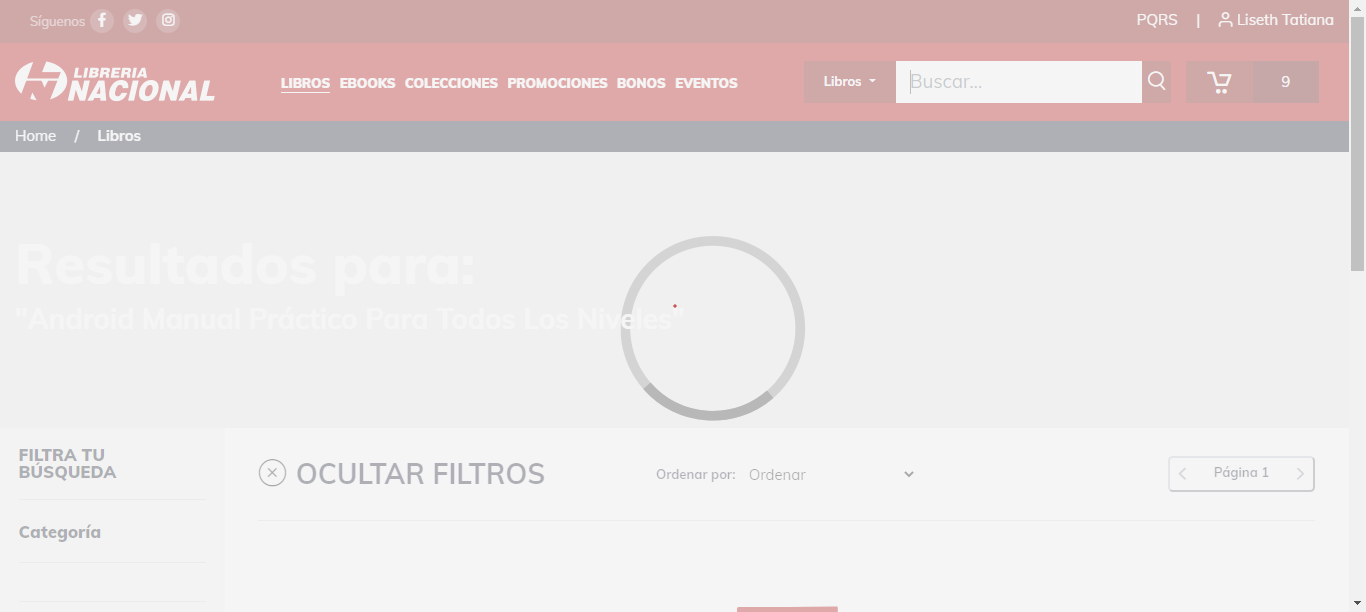 Síguenos
PQRS | Liseth Tatiana
LIBRERIA
NACIONAL
LIBROS EBOOKS COLECCIONES PROMOCIONES BONOS EVENTOS
Libros
Buscar...
9
Home / Libros
Resultados para:
"Android Manual Práctico Para Todos Los Niveles"
FILTRA TU
BÚSQUEDA
OCULTAR FILTROS
Ordenar por: Ordenar
Página 1
Categoría